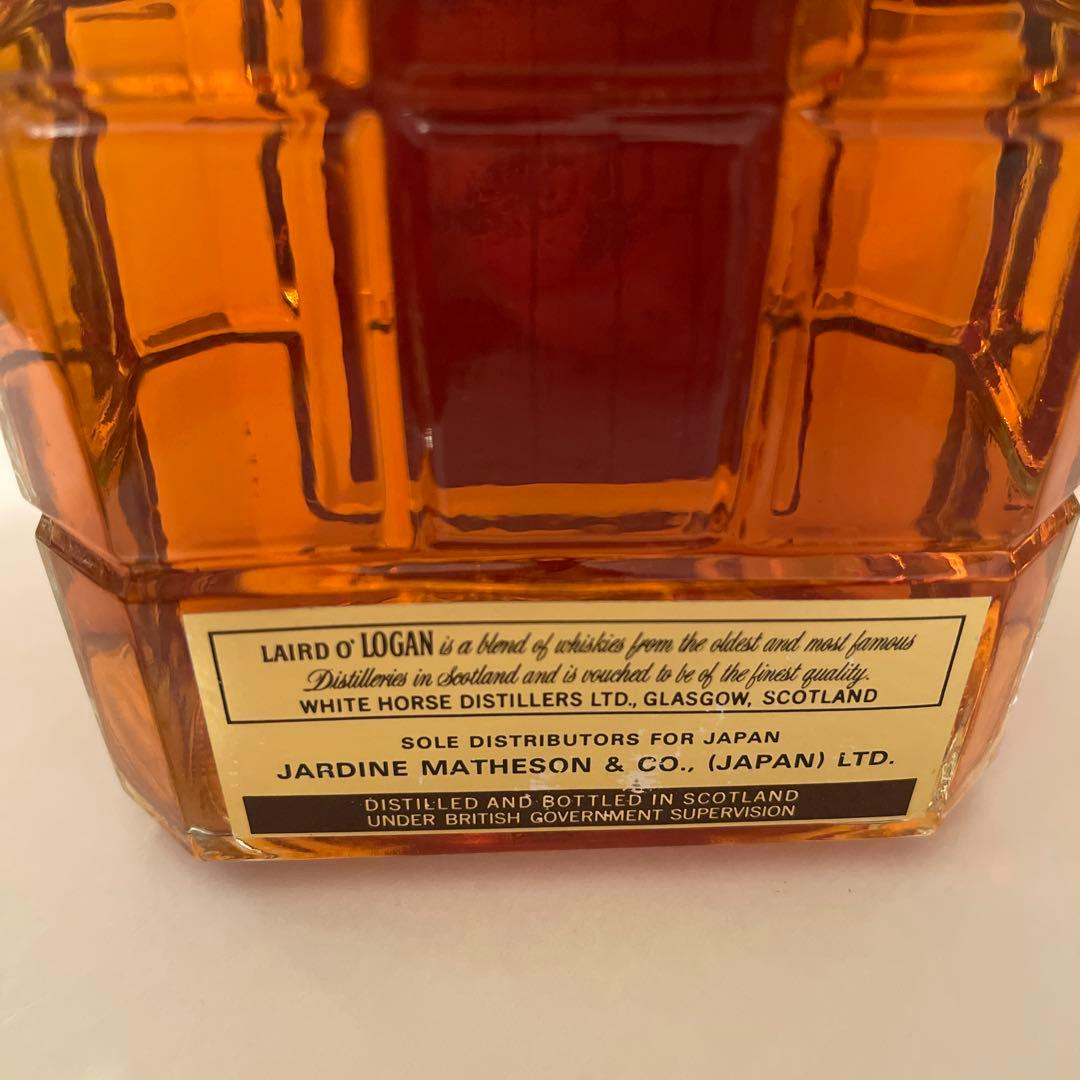 LAIRD O' LOGAN is a blend of whiskies from the oldest and most famous
Distilleries in Scotland and is vouched to be of the finest quality.
WHITE HORSE DISTILLERS LTD., GLASGOW, SCOTLAND
SOLE DISTRIBUTORS FOR JAPAN
JARDINE MATHESON & CO., (JAPAN) LTD.
DISTILLED AND BOTTLED IN SCOTLAND
UNDER BRITISH GOVERNMENT SUPERVISION